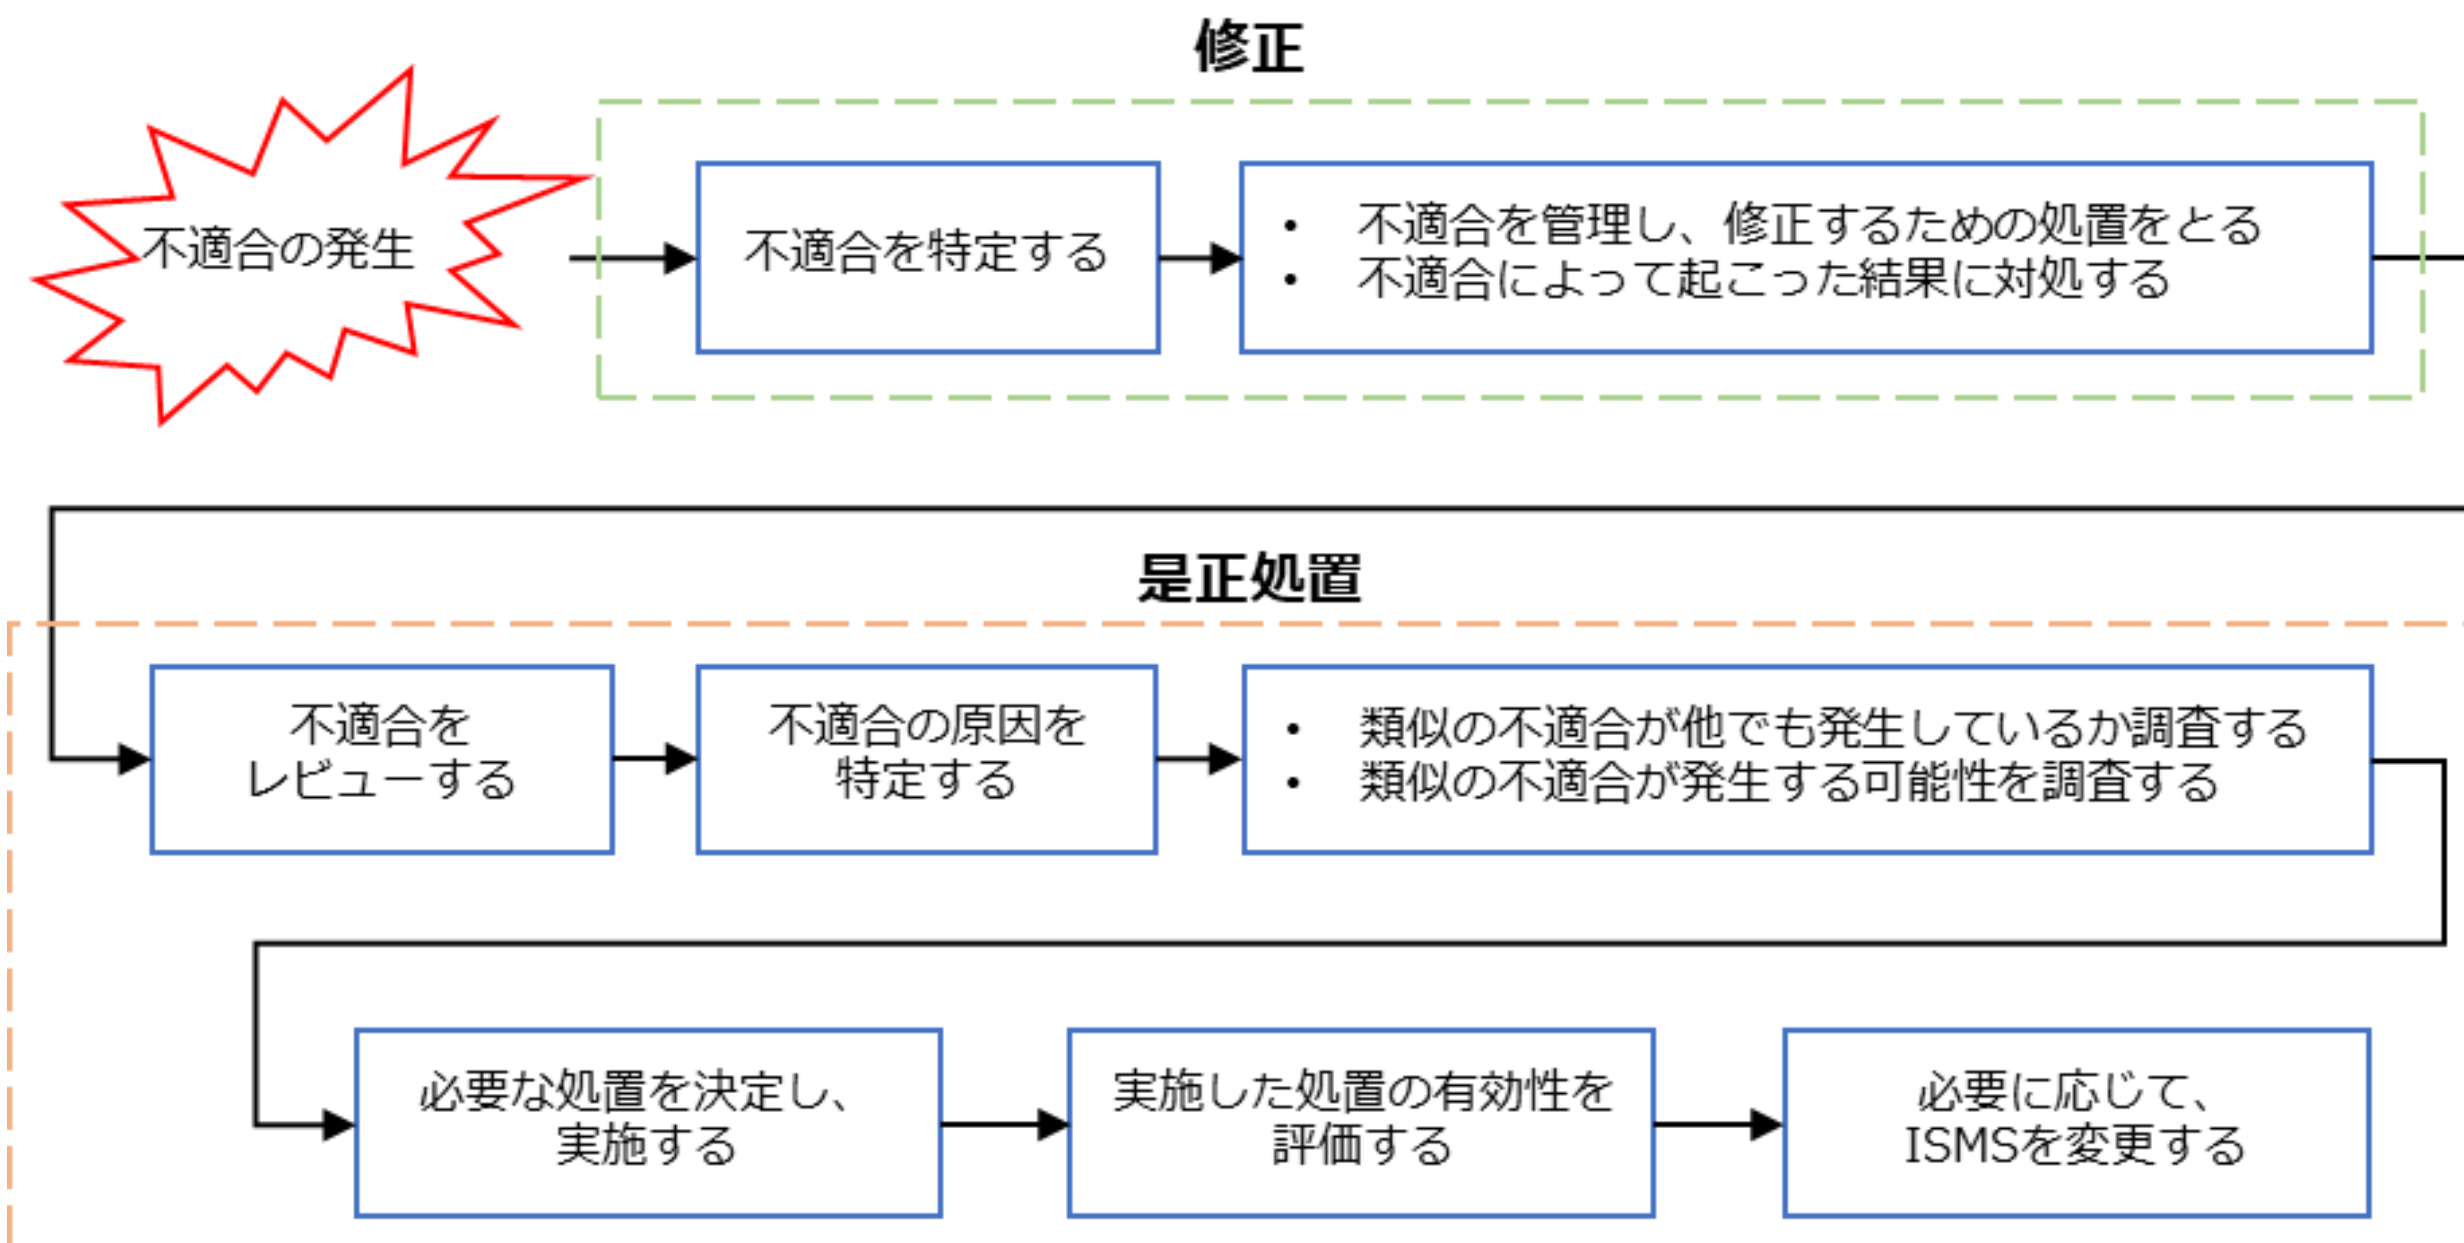 修正
不適合の発生
不適合を特定する
• 不適合を管理し、修正するための処置をとる
• 不適合によって起こった結果に対処する
是正処置
不適合を
レビューする
不適合の原因を
特定する
• 類似の不適合が他でも発生しているか調査する
• 類似の不適合が発生する可能性を調査する
必要な処置を決定し、
実施する
実施した処置の有効性を
評価する
必要に応じて、
ISMSを変更する